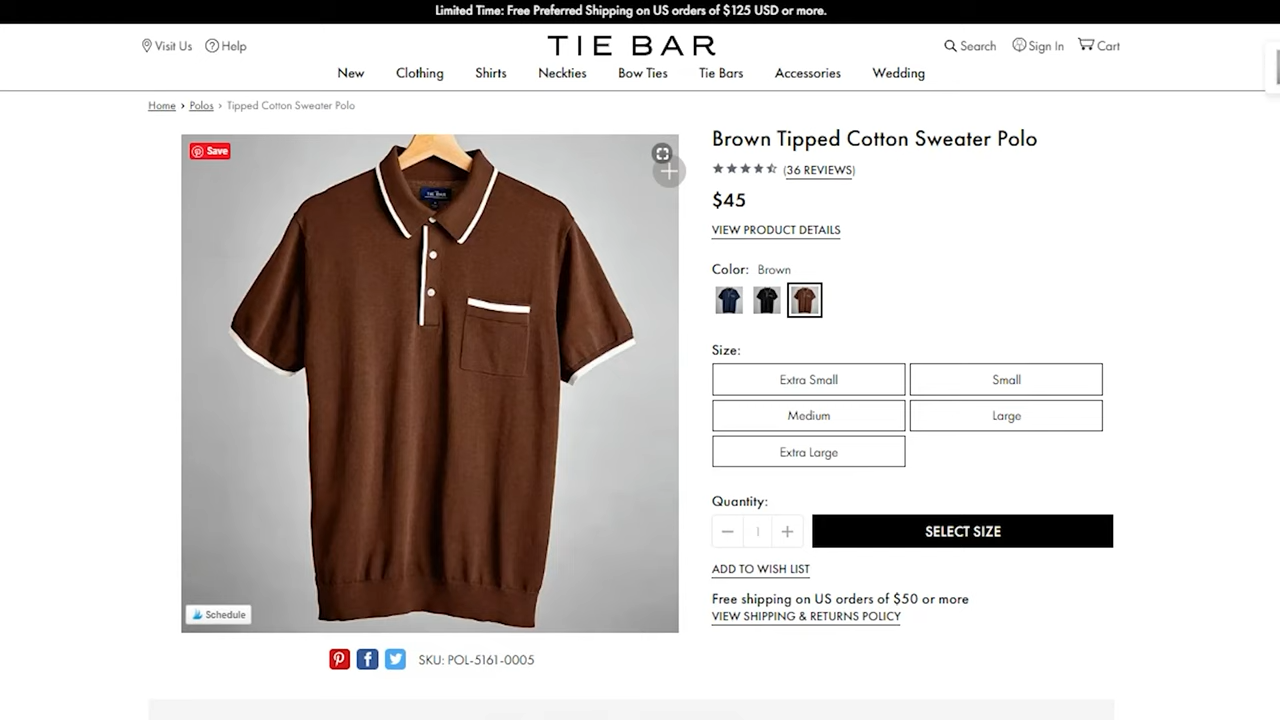 Limited Time: Free Preferred Shipping on US orders of $125 USD or more.
Visit Us Help
TIE BAR
Search Sign In Cart
New Clothing Shirts Neckties Bow Ties Tie Bars Accessories Wedding
Home › Polos › Tipped Cotton Sweater Polo
Save
TIE BAR
Schedule
SKU: POL-5161-0005
Brown Tipped Cotton Sweater Polo
(36 REVIEWS)
$45
VIEW PRODUCT DETAILS
Color: Brown
Size:
Extra Small Small
Medium Large
Extra Large
Quantity:
1
SELECT SIZE
ADD TO WISH LIST
Free shipping on US orders of $50 or more
VIEW SHIPPING & RETURNS POLICY